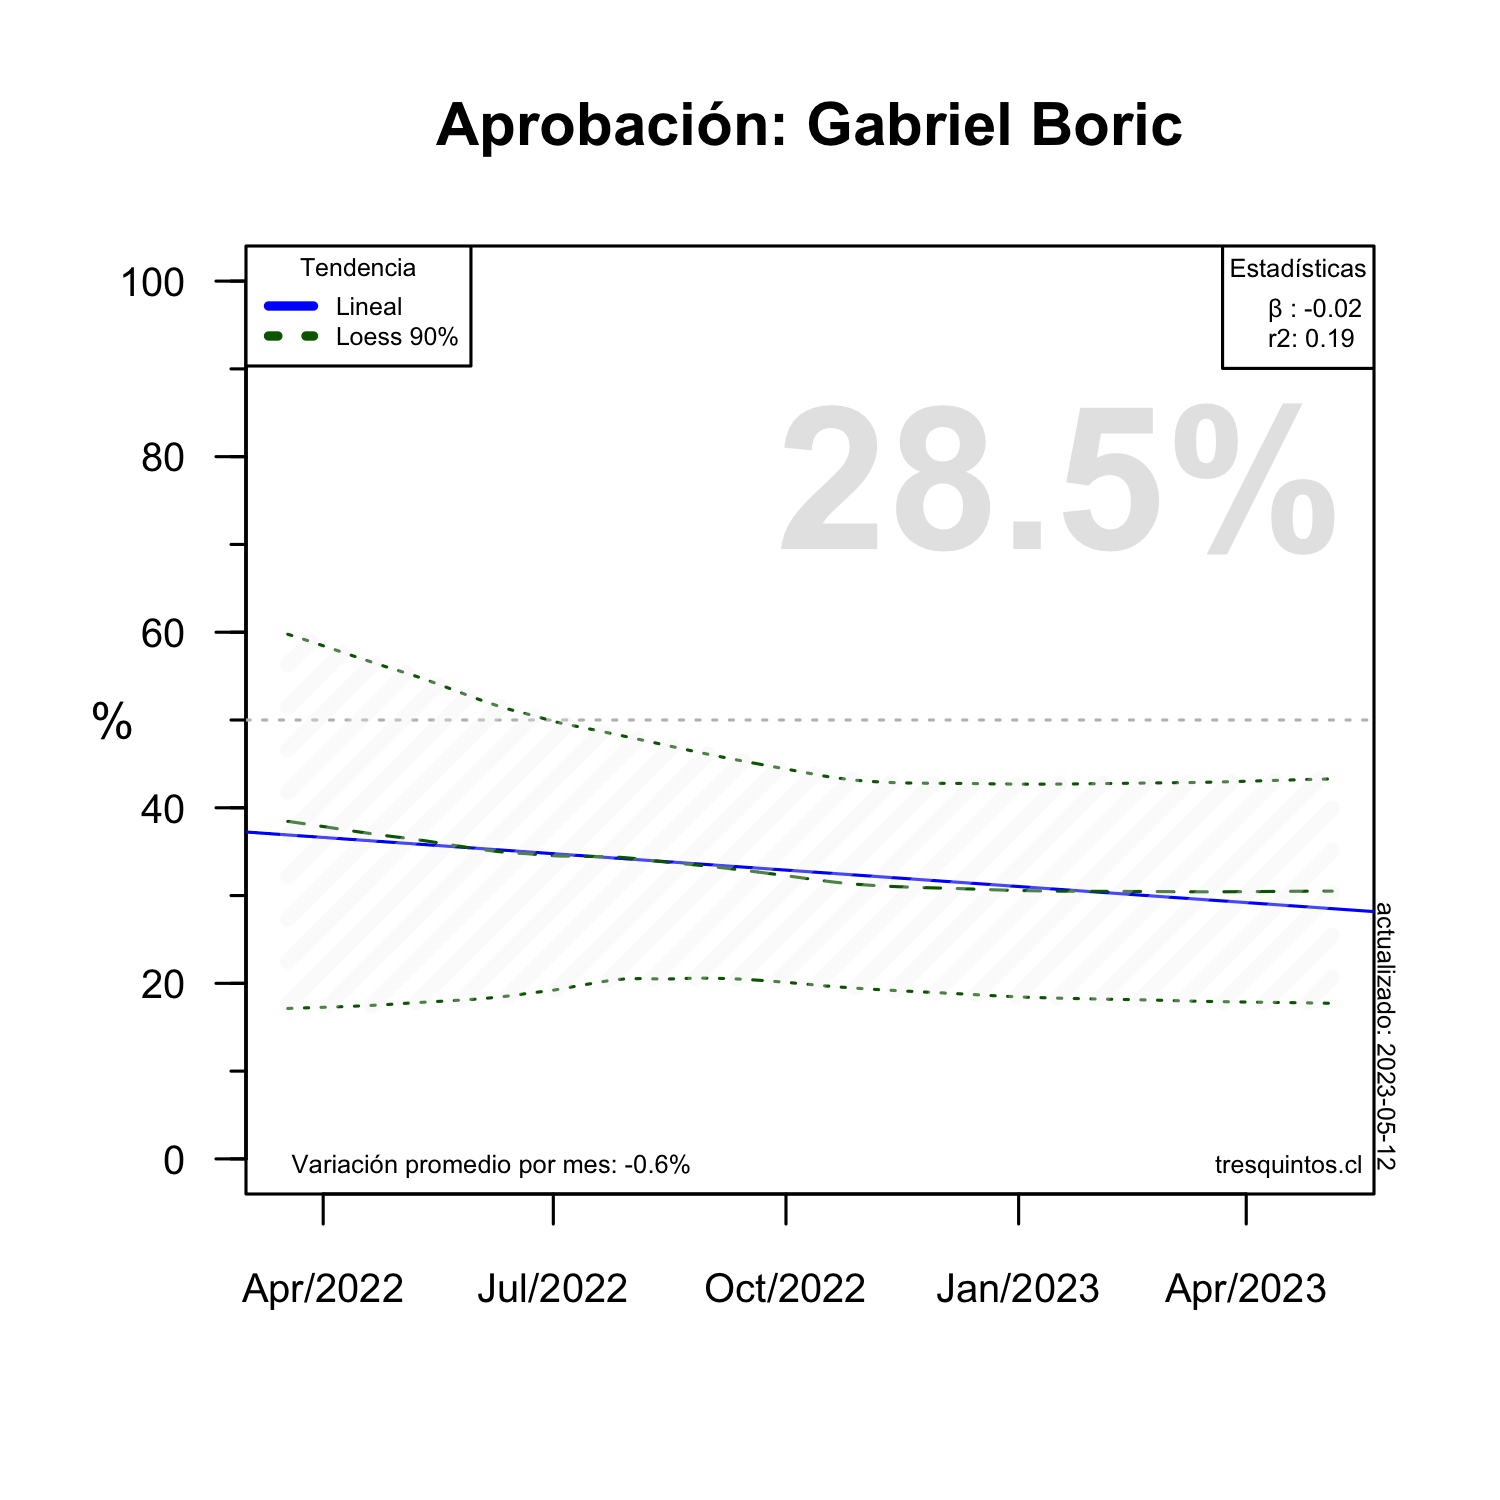 Aprobación: Gabriel Boric
Tendencia
Lineal
Loess 90%
Estadísticas
β : -0.02
r2: 0.19
28.5%
100
80
60
40
20
0
%
actualizado: 2023-05-12
Variación promedio por mes: -0.6%
tresquintos.cl
Apr/2022
Jul/2022
Oct/2022
Jan/2023
Apr/2023